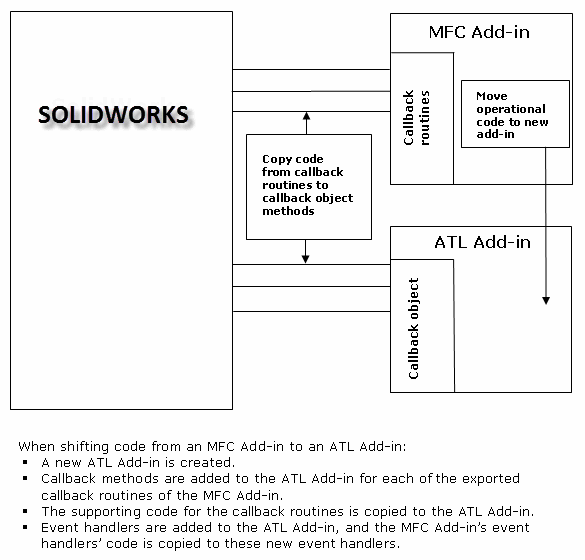 MFC Add-in
SOLIDWORKS
Callback
routines
Move
operational
code to new
add-in
Copy code
from callback
routines to
callback object
methods
ATL Add-in
Callback object
When shifting code from an MFC Add-in to an ATL Add-in:
▪ A new ATL Add-in is created.
▪ Callback methods are added to the ATL Add-in for each of the exported
callback routines of the MFC Add-in.
▪ The supporting code for the callback routines is copied to the ATL Add-in.
▪ Event handlers are added to the ATL Add-in, and the MFC Add-in’s event
handlers’ code is copied to these new event handlers.